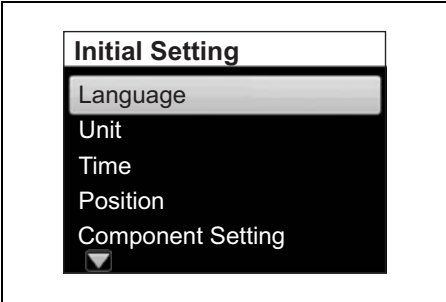 Initial Setting
Language
Unit
Time
Position
Component Setting